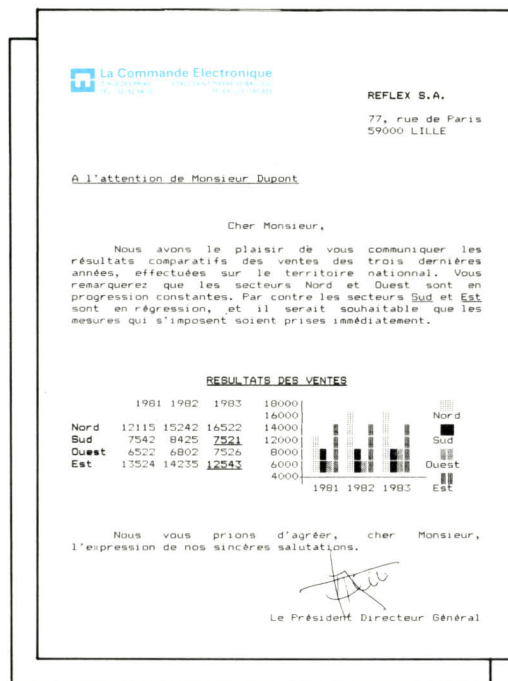 La Commande Electronique
REFLEX S.A.
77, rue de Paris
59000 LILLE
A l'attention de Monsieur Dupont
Cher Monsieur,
Nous avons le plaisir de vous communiquer les
résultats comparatifs des ventes des trois dernières
années, effectuées sur le territoire nationnal. Vous
remarquerez que les secteurs Nord et Ouest sont en
progression constantes. Par contre les secteurs Sud et Est
sont en régression, et il serait souhaitable que les
mesures qui s'imposent soient prises immédiatement.
RESULTATS DES VENTES
1981 1982 1983
Nord 12115 15242 16522
Sud 7542 8425 7521
Ouest 6522 6802 7526
Est 13524 14235 12543
18000
16000
14000
12000
8000
6000
4000
1981 1982 1983
Nord
Sud
Ouest
Est
Nous vous prions d'agréer, cher Monsieur,
l'expression de nos sincères salutations.
Le Président Directeur Général